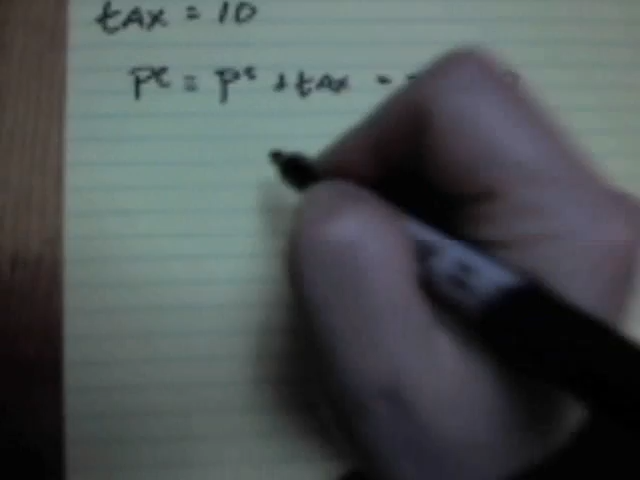 tAx = 10
Pc = Ps + tAx